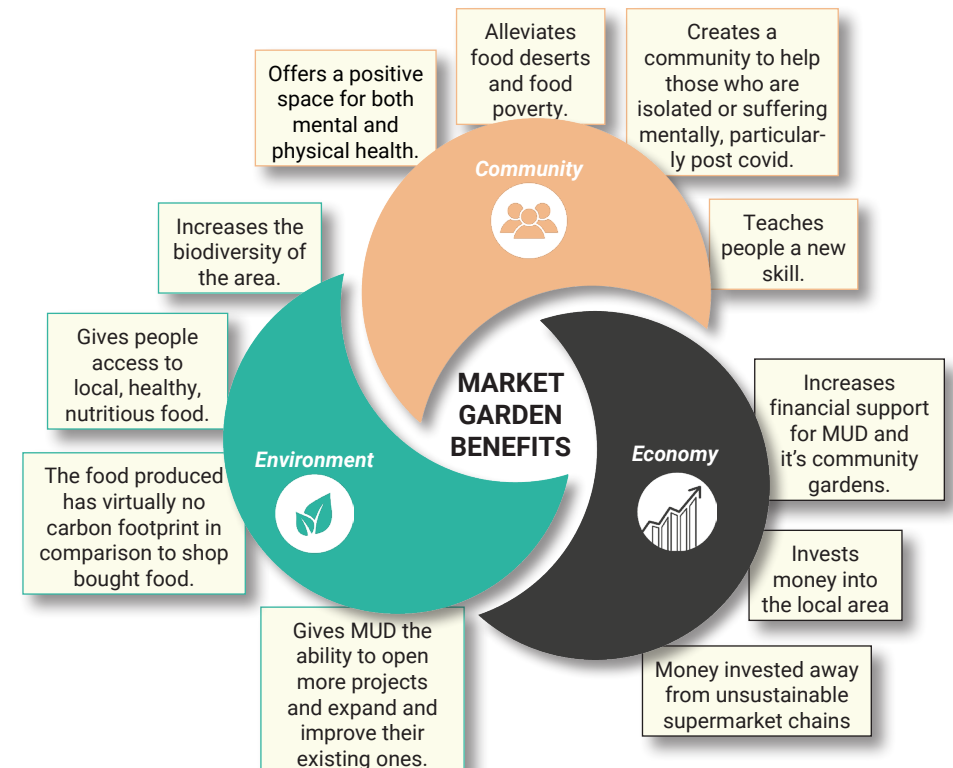 Alleviates
food deserts
and food
poverty.
Creates a
community to help
those who are
isolated or suffering
mentally, particular-
ly post covid.
Offers a positive
space for both
mental and
physical health.
Community
Teaches
people a new
skill.
Increases the
biodiversity of
the area.
Gives people
access to
local, healthy,
nutritious food.
MARKET
GARDEN
BENEFITS
Increases
financial support
for MUD and
it's community
gardens.
Environment
Economy
The food produced
has virtually no
carbon footprint in
comparison to shop
bought food.
Invests
money into
the local area
Gives MUD the
ability to open
more projects
and expand and
improve their
existing ones.
Money invested away
from unsustainable
supermarket chains